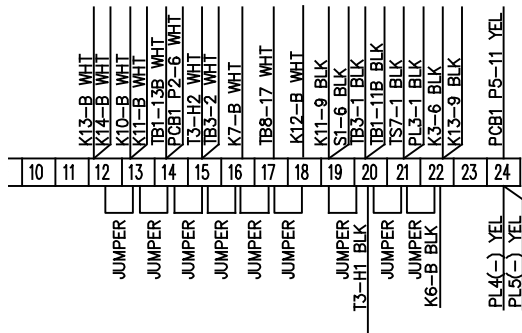 K13-B WHT
K14-B WHT
K10-B WHT
K11-B WHT
TB1-13B WHT
PCB1 P2-6 WHT
T3-H2 WHT
TB3-2 WHT
K7-B WHT
TB8-17 WHT
K12-B WHT
K11-9 BLK
S1-6 BLK
TB3-1 BLK
TB1-11B BLK
TS7-1 BLK
PL3-1 BLK
K3-6 BLK
K13-9 BLK
PCB1 P5-11 YEL
10 11 12 13 14 15 16 17 18 19 20 21 22 23 24
JUMPER
JUMPER
JUMPER
JUMPER
JUMPER
JUMPER
JUMPER
T3-H1 BLK
JUMPER
JUMPER
K6-B BLK
PL4(-) YEL
PL5(-) YEL